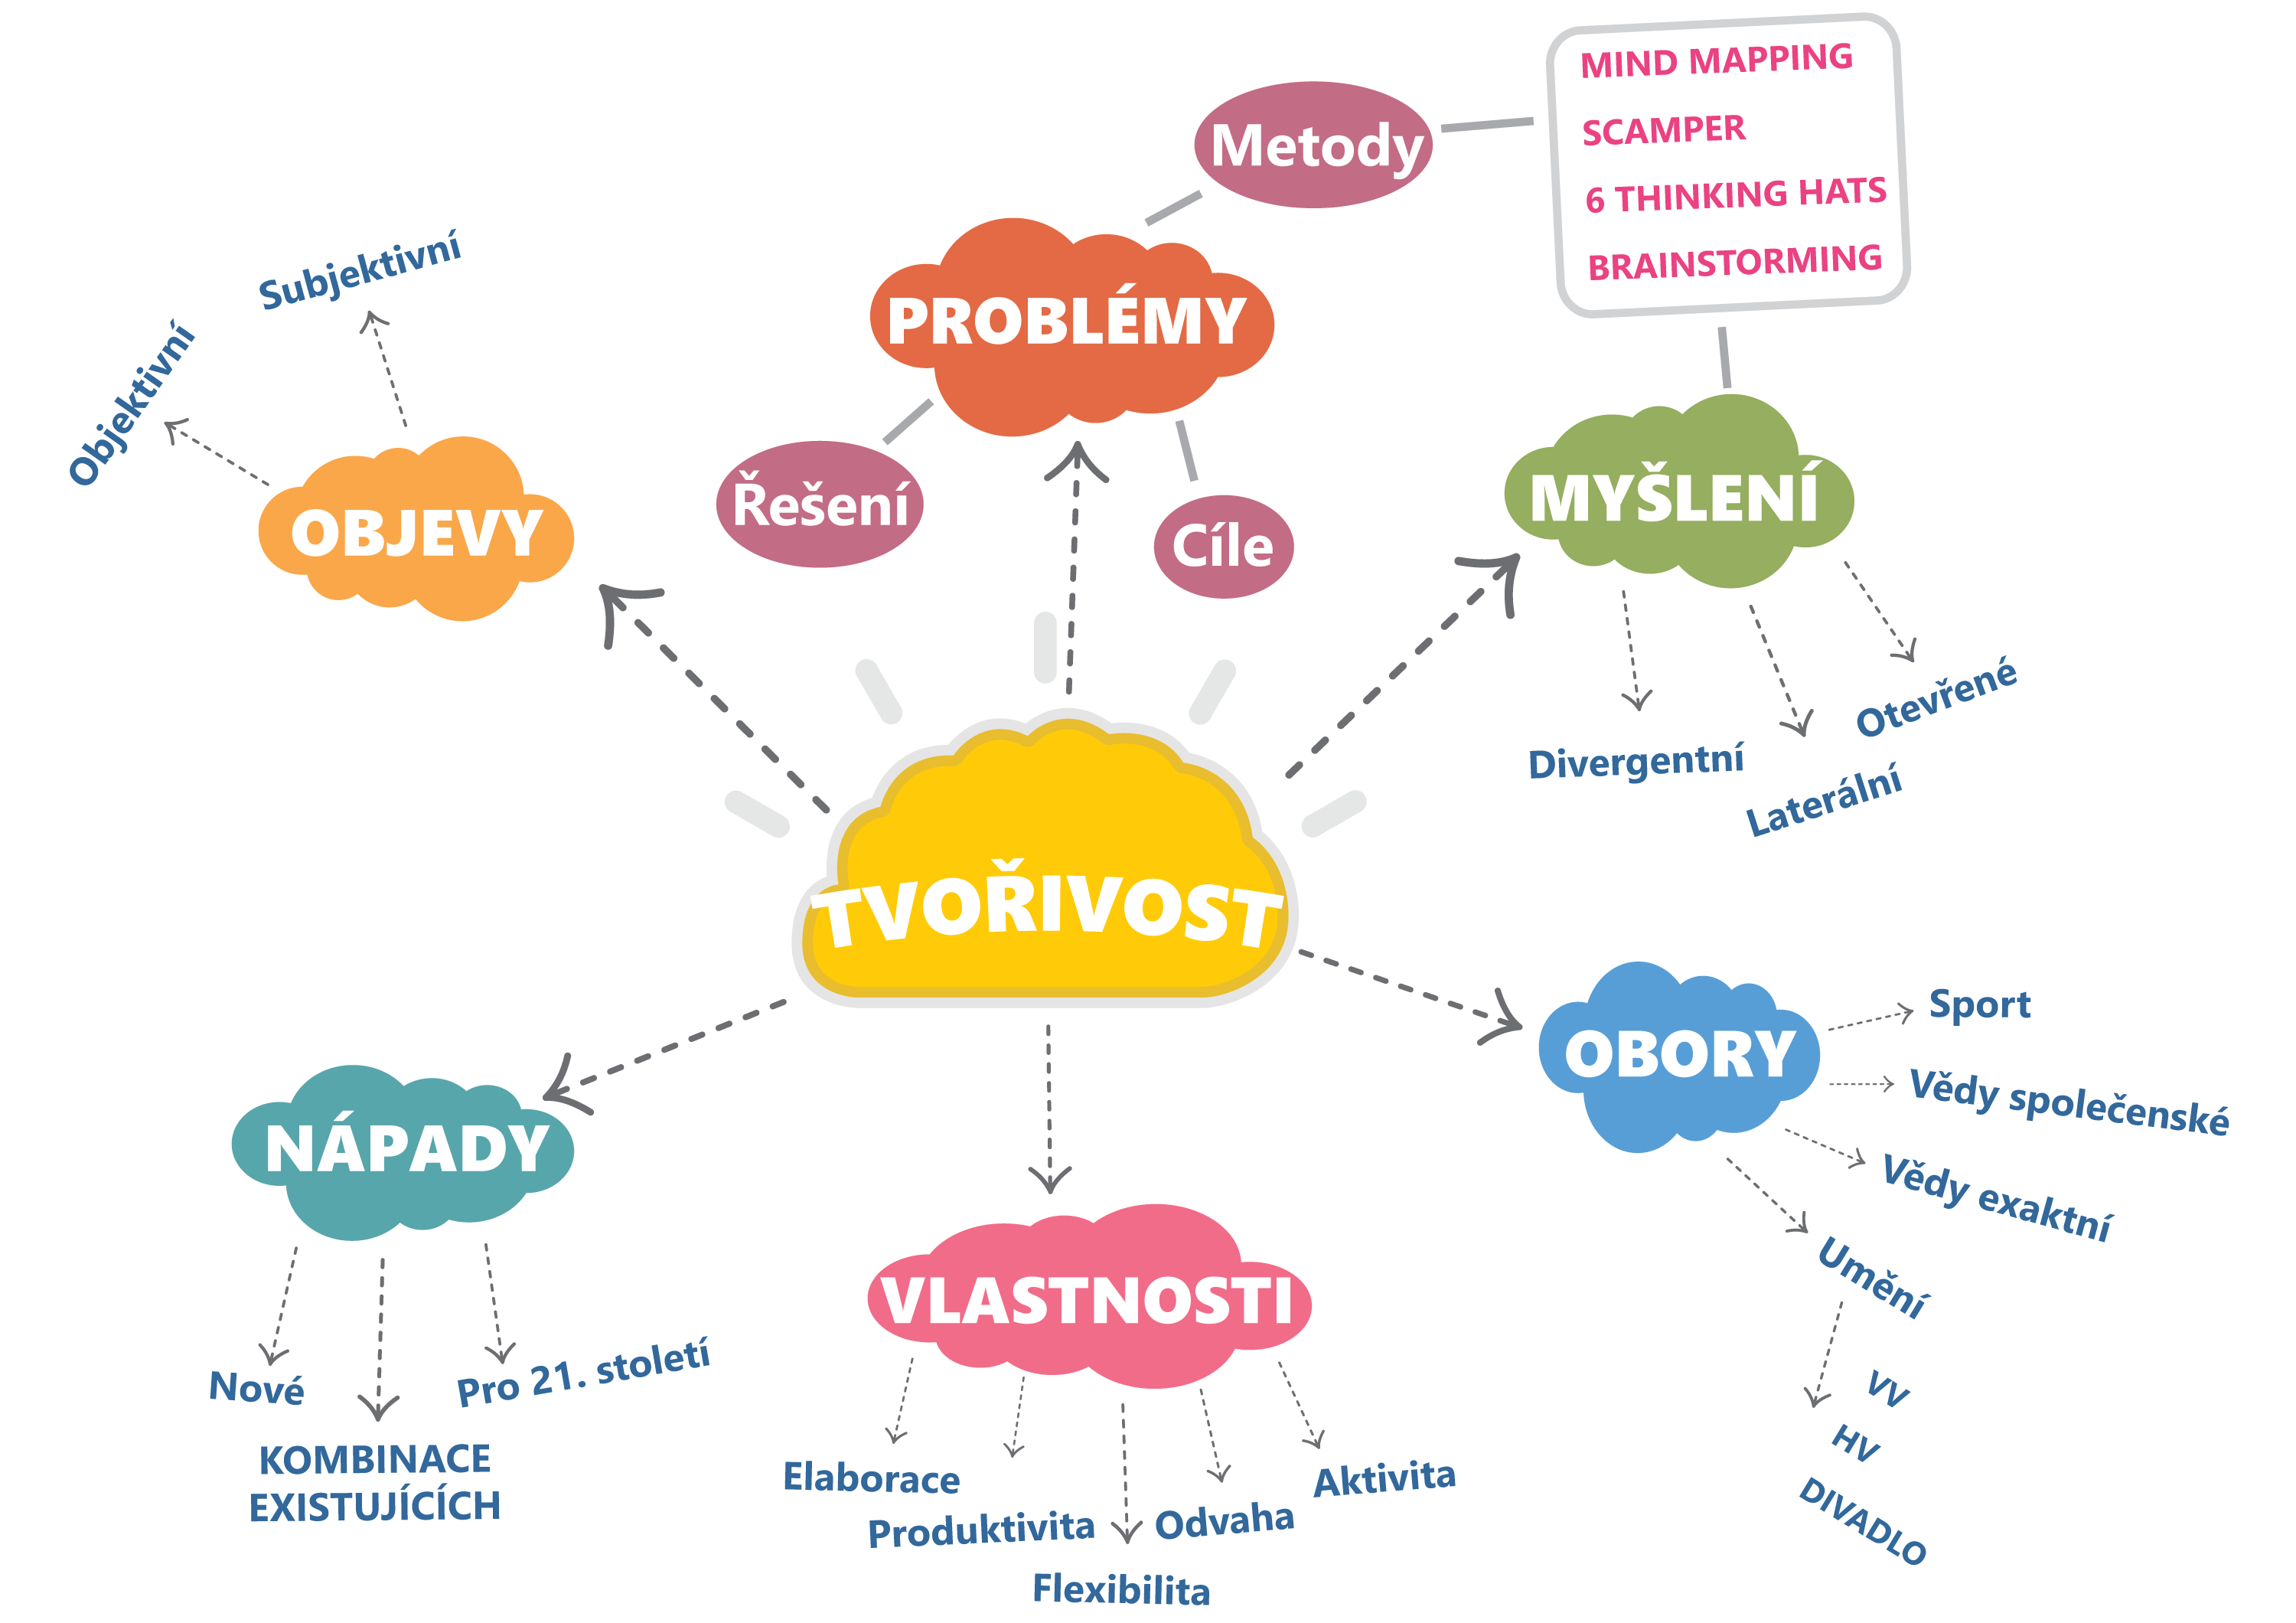 MIND MAPPING
SCAMPER
6 THINKING HATS
BRAINSTORMING
Metody
PROBLÉMY
Řešení
Cíle
Subjektivní
Objektivní
OBJEVY
MYŠLENÍ
Divergentní
Laterální
Otevřené
TVOŘIVOST
OBORY
Sport
Vědy společenské
Vědy exaktní
Umění
VV
HV
DIVADLO
NÁPADY
Nové
KOMBINACE
EXISTUJÍCÍCH
Pro 21. století
VLASTNOSTI
Elaborace
Produktivita
Flexibilita
Odvaha
Aktivita